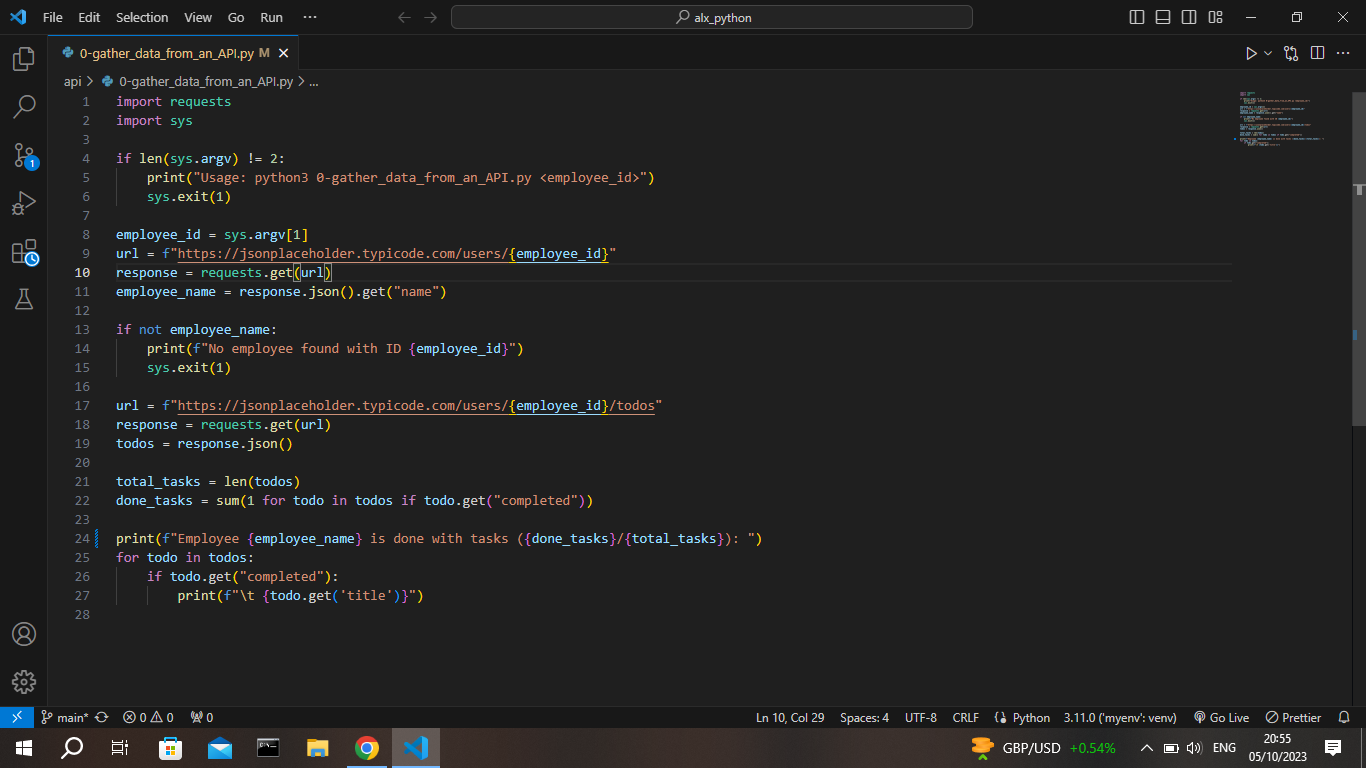 File Edit Selection View Go Run ··· alx_python
0-gather_data_from_an_API.py M
api > 0-gather_data_from_an_API.py > ...
1 import requests
2 import sys
3
4 if len(sys.argv) != 2:
5 print("Usage: python3 0-gather_data_from_an_API.py <employee_id>")
6 sys.exit(1)
7
8 employee_id = sys.argv[1]
9 url = f"https://jsonplaceholder.typicode.com/users/{employee_id}"
10 response = requests.get(url)
11 employee_name = response.json().get("name")
12
13 if not employee_name:
14 print(f"No employee found with ID {employee_id}")
15 sys.exit(1)
16
17 url = f"https://jsonplaceholder.typicode.com/users/{employee_id}/todos"
18 response = requests.get(url)
19 todos = response.json()
20
21 total_tasks = len(todos)
22 done_tasks = sum(1 for todo in todos if todo.get("completed"))
23
24 print(f"Employee {employee_name} is done with tasks ({done_tasks}/{total_tasks}): ")
25 for todo in todos:
26 if todo.get("completed"):
27 print(f"\t {todo.get('title')}")
28
1
main* 0 0 0 Ln 10, Col 29 Spaces: 4 UTF-8 CRLF Python 3.11.0 ('myenv': venv) Go Live Prettier
GBP/USD +0.54% ENG 20:55
05/10/2023